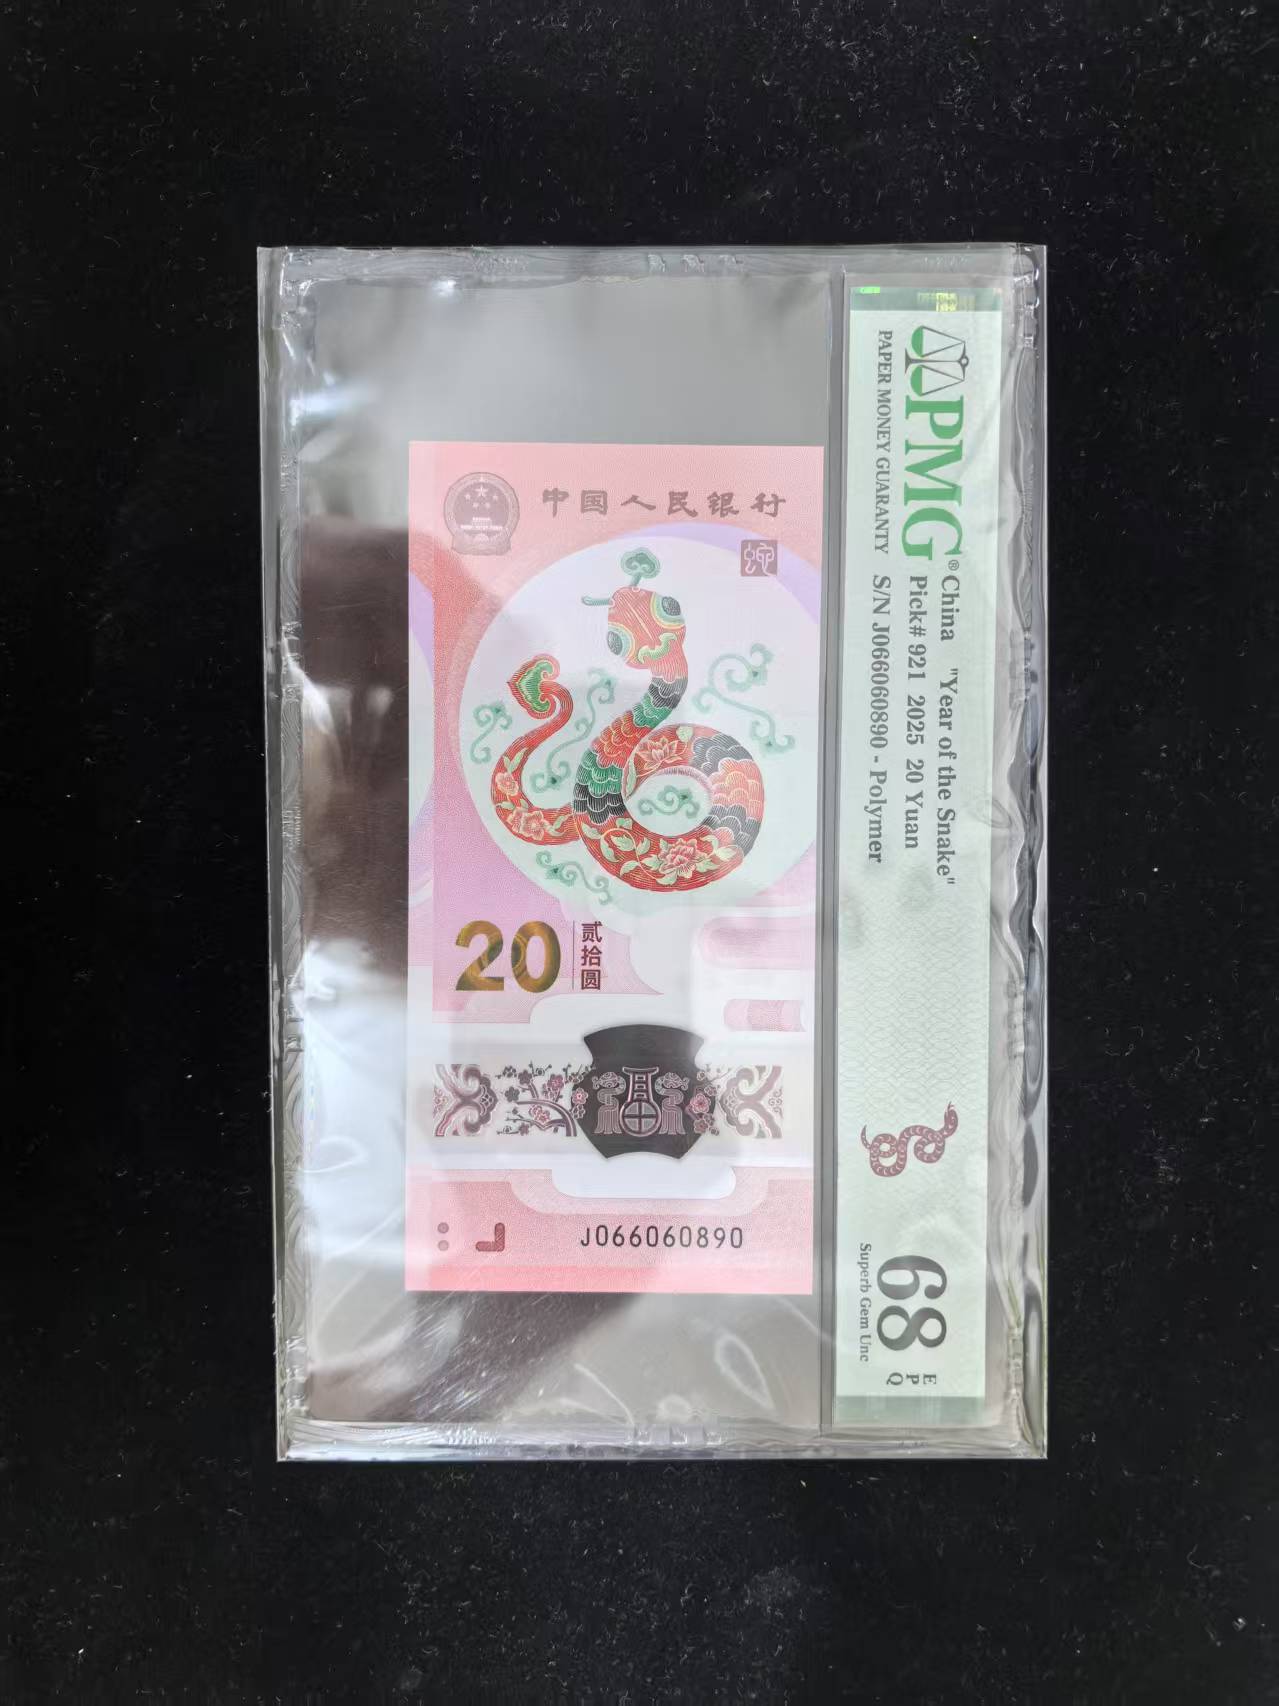 中国人民银行
蛇
20
贰拾圆
J066060890
PMG®
PAPER MONEY GUARANTY
China "Year of the Snake"
Pick# 921 2025 20 Yuan
S/N J066060890 - Polymer
68 EPQ
Superb Gem Unc